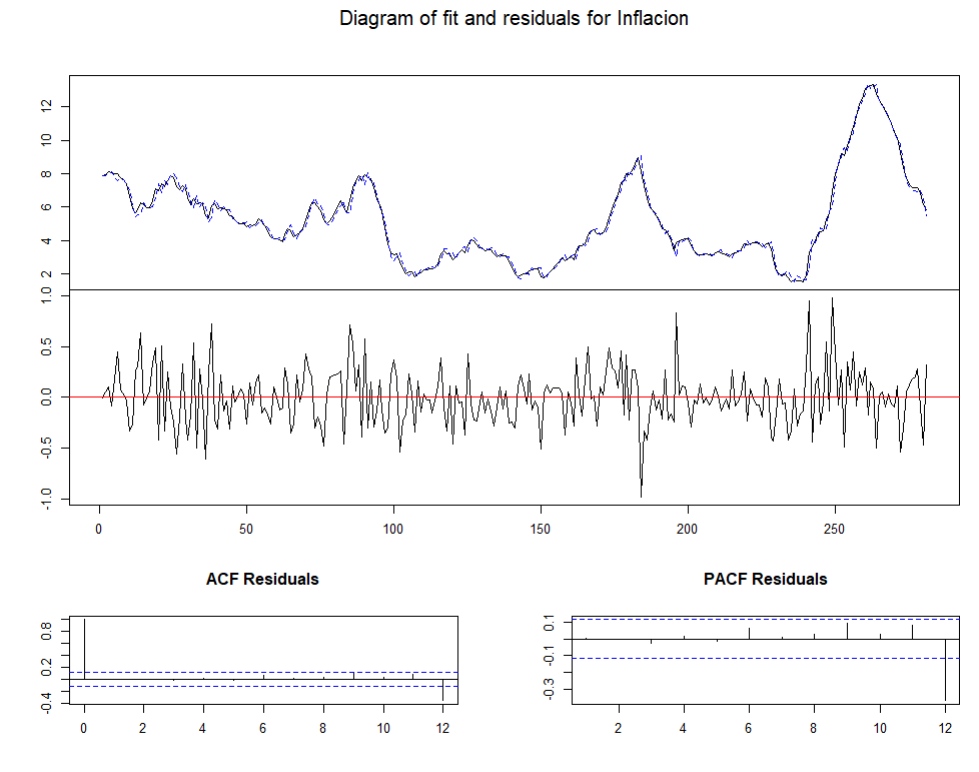 Diagram of fit and residuals for Inflacion
12
10
8
6
4
2
1.0
0.5
0.0
-0.5
-1.0
0 50 100 150 200 250
ACF Residuals
PACF Residuals
0.8
0.2
-0.4
0 2 4 6 8 10 12
0.1
-0.1
-0.3
2 4 6 8 10 12